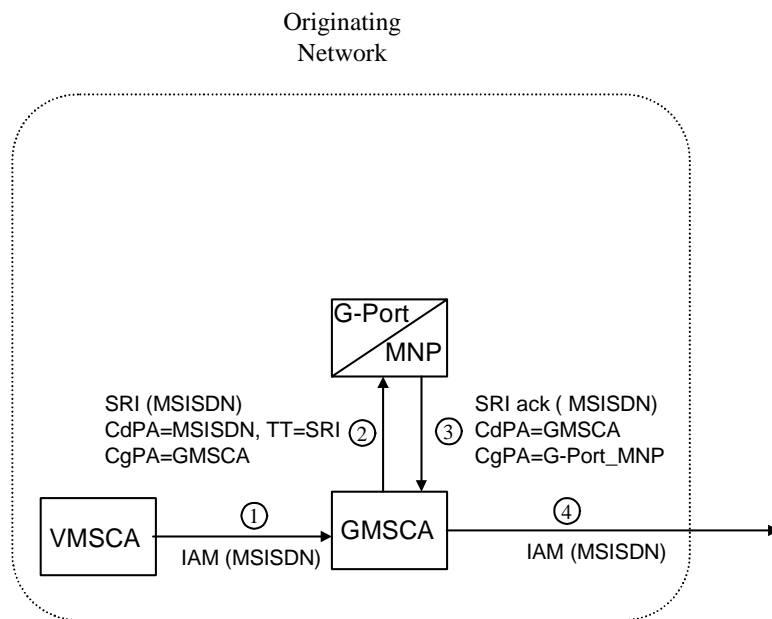 Originating
Network
G-Port
MNP
SRI (MSISDN)
CdPA=MSISDN, TT=SRI
CgPA=GMSCA
2
3
SRI ack ( MSISDN)
CdPA=GMSCA
CgPA=G-Port_MNP
VMSCA
1
IAM (MSISDN)
GMSCA
4
IAM (MSISDN)